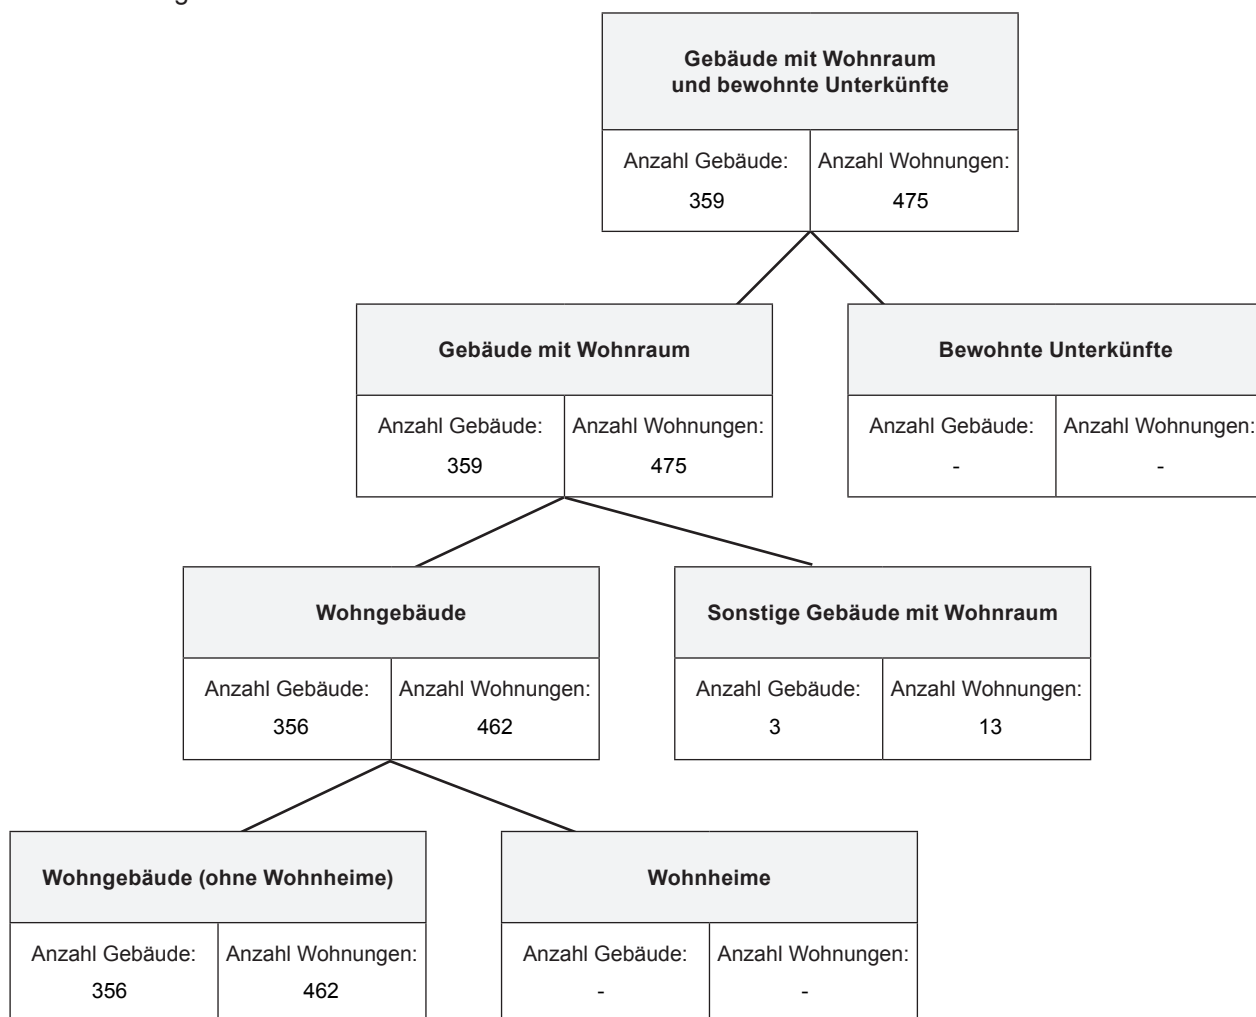 Gebäude mit Wohnraum
und bewohnte Unterkünfte
Anzahl Gebäude: Anzahl Wohnungen:
359 475
Gebäude mit Wohnraum
Anzahl Gebäude: Anzahl Wohnungen:
359 475
Bewohnte Unterkünfte
Anzahl Gebäude: Anzahl Wohnungen:
- -
Wohngebäude
Anzahl Gebäude: Anzahl Wohnungen:
356 462
Sonstige Gebäude mit Wohnraum
Anzahl Gebäude: Anzahl Wohnungen:
3 13
Wohngebäude (ohne Wohnheime)
Anzahl Gebäude: Anzahl Wohnungen:
356 462
Wohnheime
Anzahl Gebäude: Anzahl Wohnungen:
- -